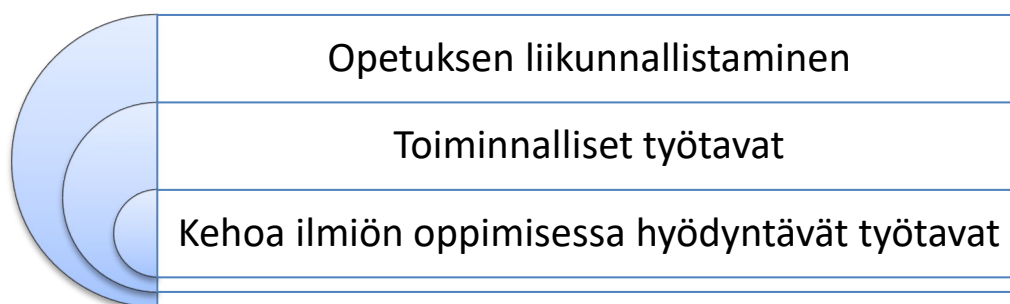 Opetuksen liikunnallistaminen
Toiminnalliset työtavat
Kehoa ilmiön oppimisessa hyödyntävät työtavat